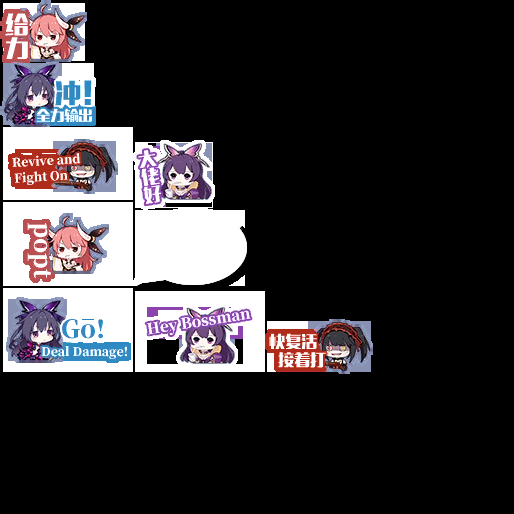 给
力
冲!
全力输出
Revive and
Fight On
大
佬
好
popt
Go!
Deal Damage!
Hey Bossman
快复活
接着打